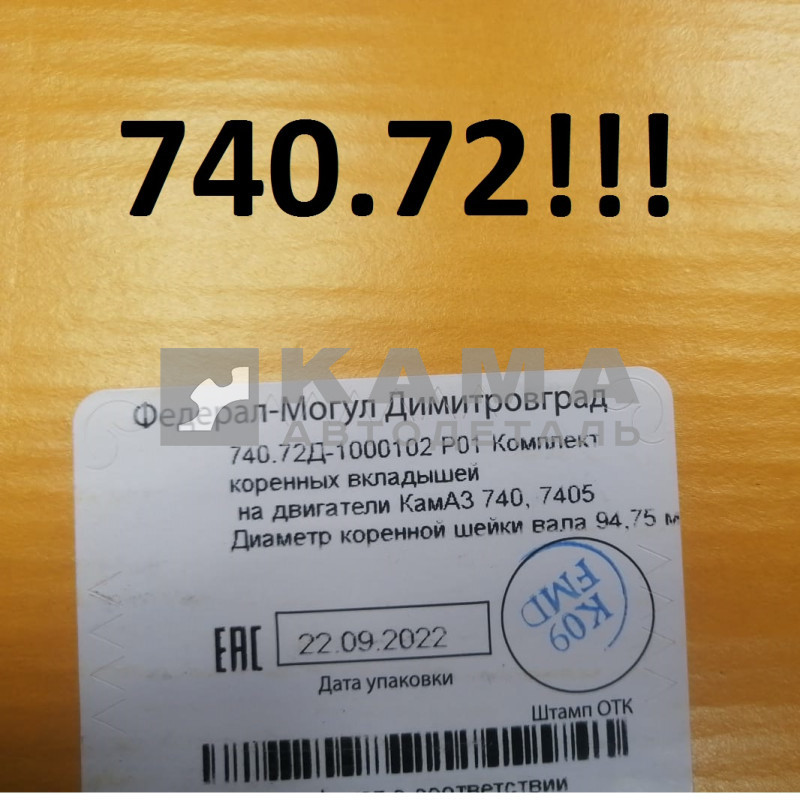 740.72!!!
КАМА
АВТОДЕТАЛЬ
Федерал-Могул Димитровград
740.72Д-1000102 Р01 Комплект
коренных вкладышей
на двигатели КамАЗ 740, 7405
Диаметр коренной шейки вала 94,75 м
К09
FMD
ЕАС
22.09.2022
Дата упаковки
Штамп ОТК
в соответствии